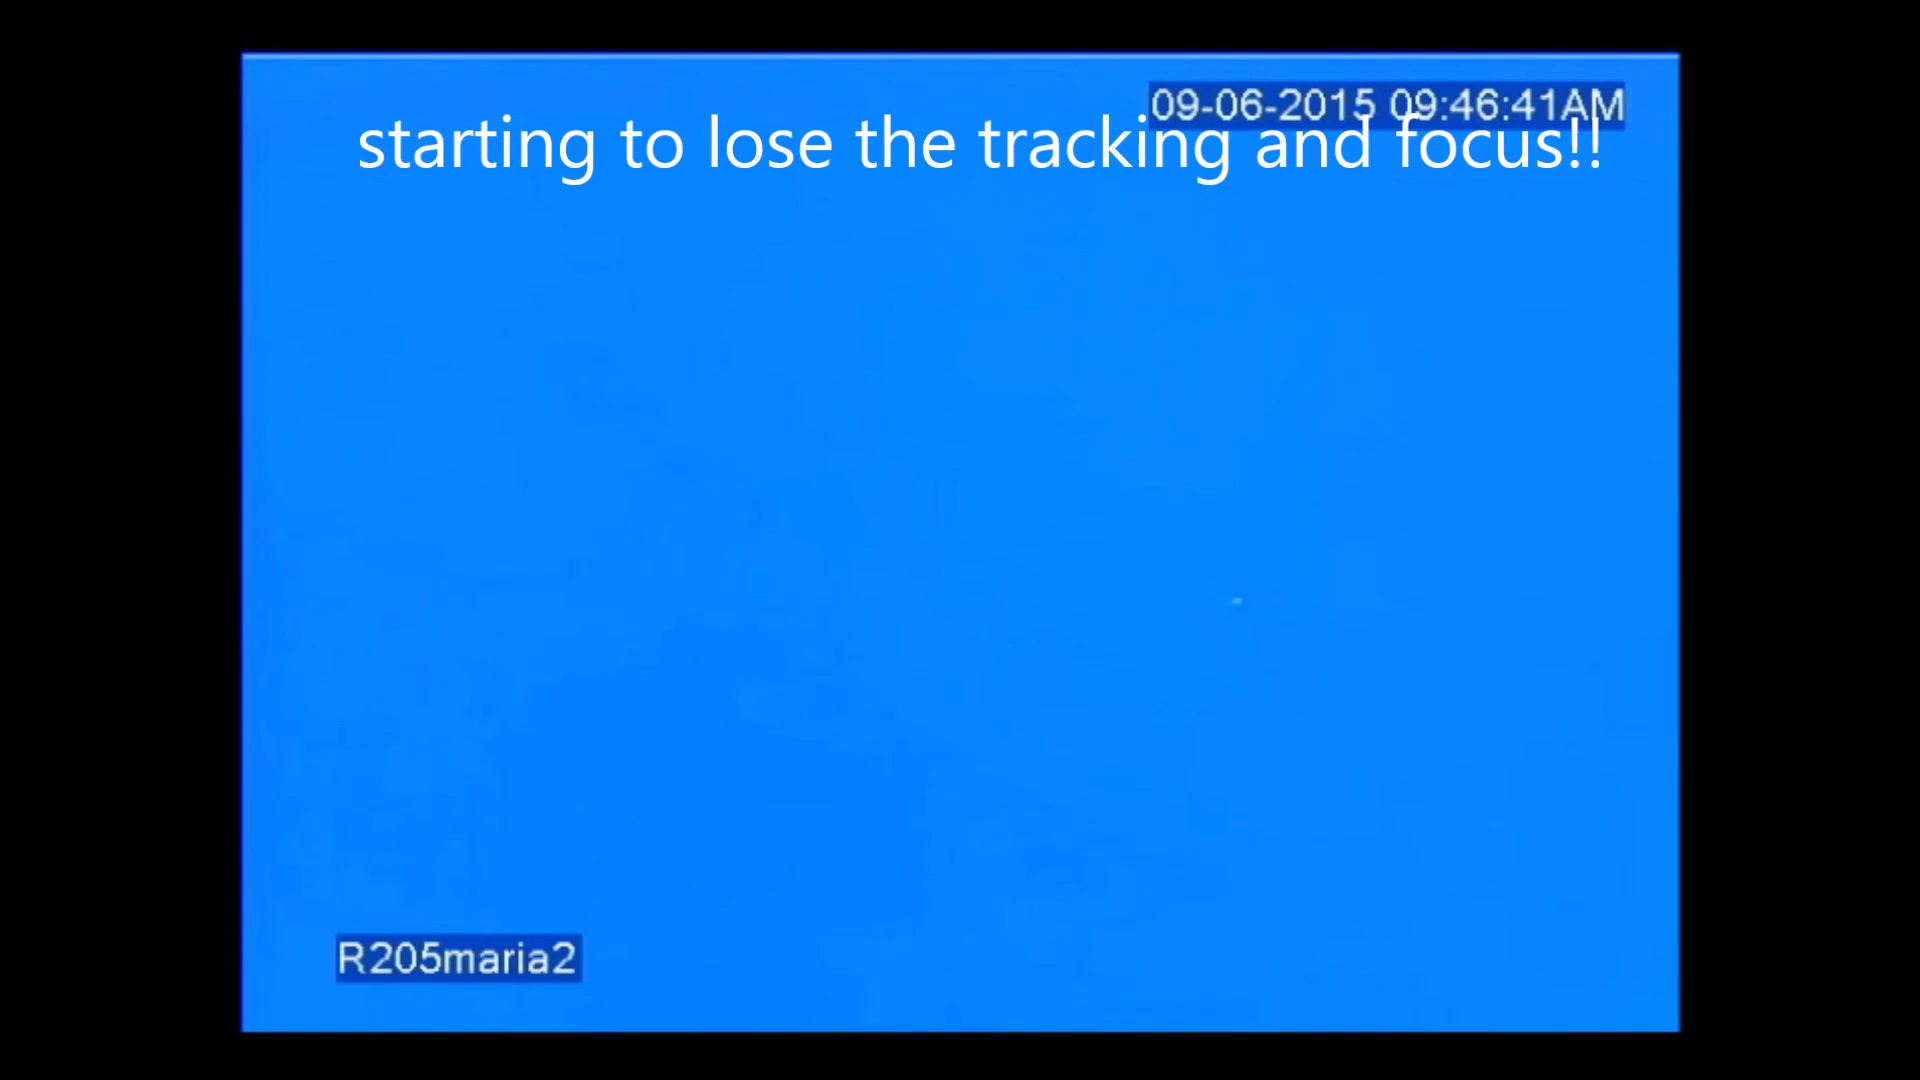 09-06-2015 09:46:41AM
starting to lose the tracking and focus!!
R205maria2